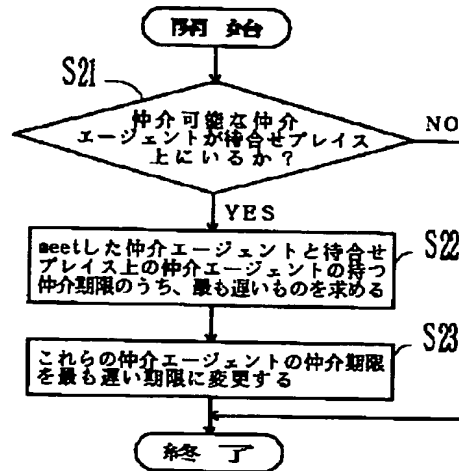 開始
S21
仲介可能な仲介
エージェントが待合せプレイス
上にいるか？
NO
YES
meetした仲介エージェントと待合せ
プレイス上の仲介エージェントの持つ
仲介期限のうち、最も遅いものを求める
S22
これらの仲介エージェントの仲介期限
を最も遅い期限に変更する
S23
終了